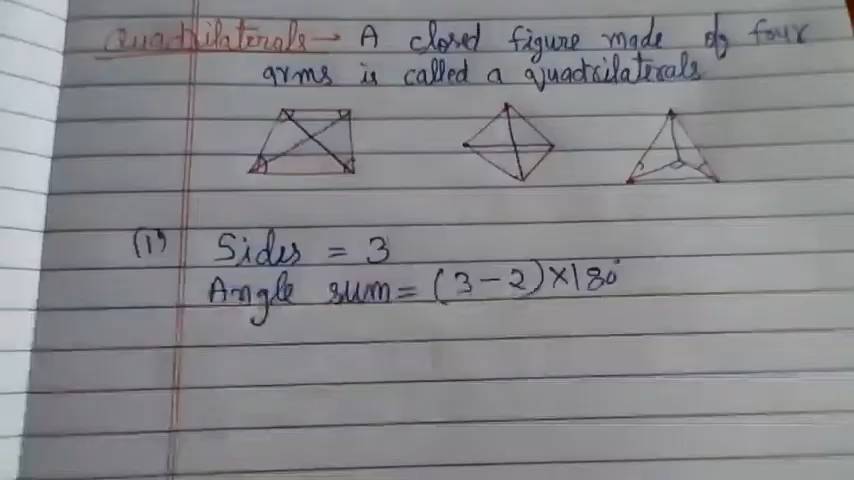 Quadrilaterals → A closed figure made of four
arms is called a quadrilaterals
(1) Sides = 3
Angle sum = (3-2)×180°